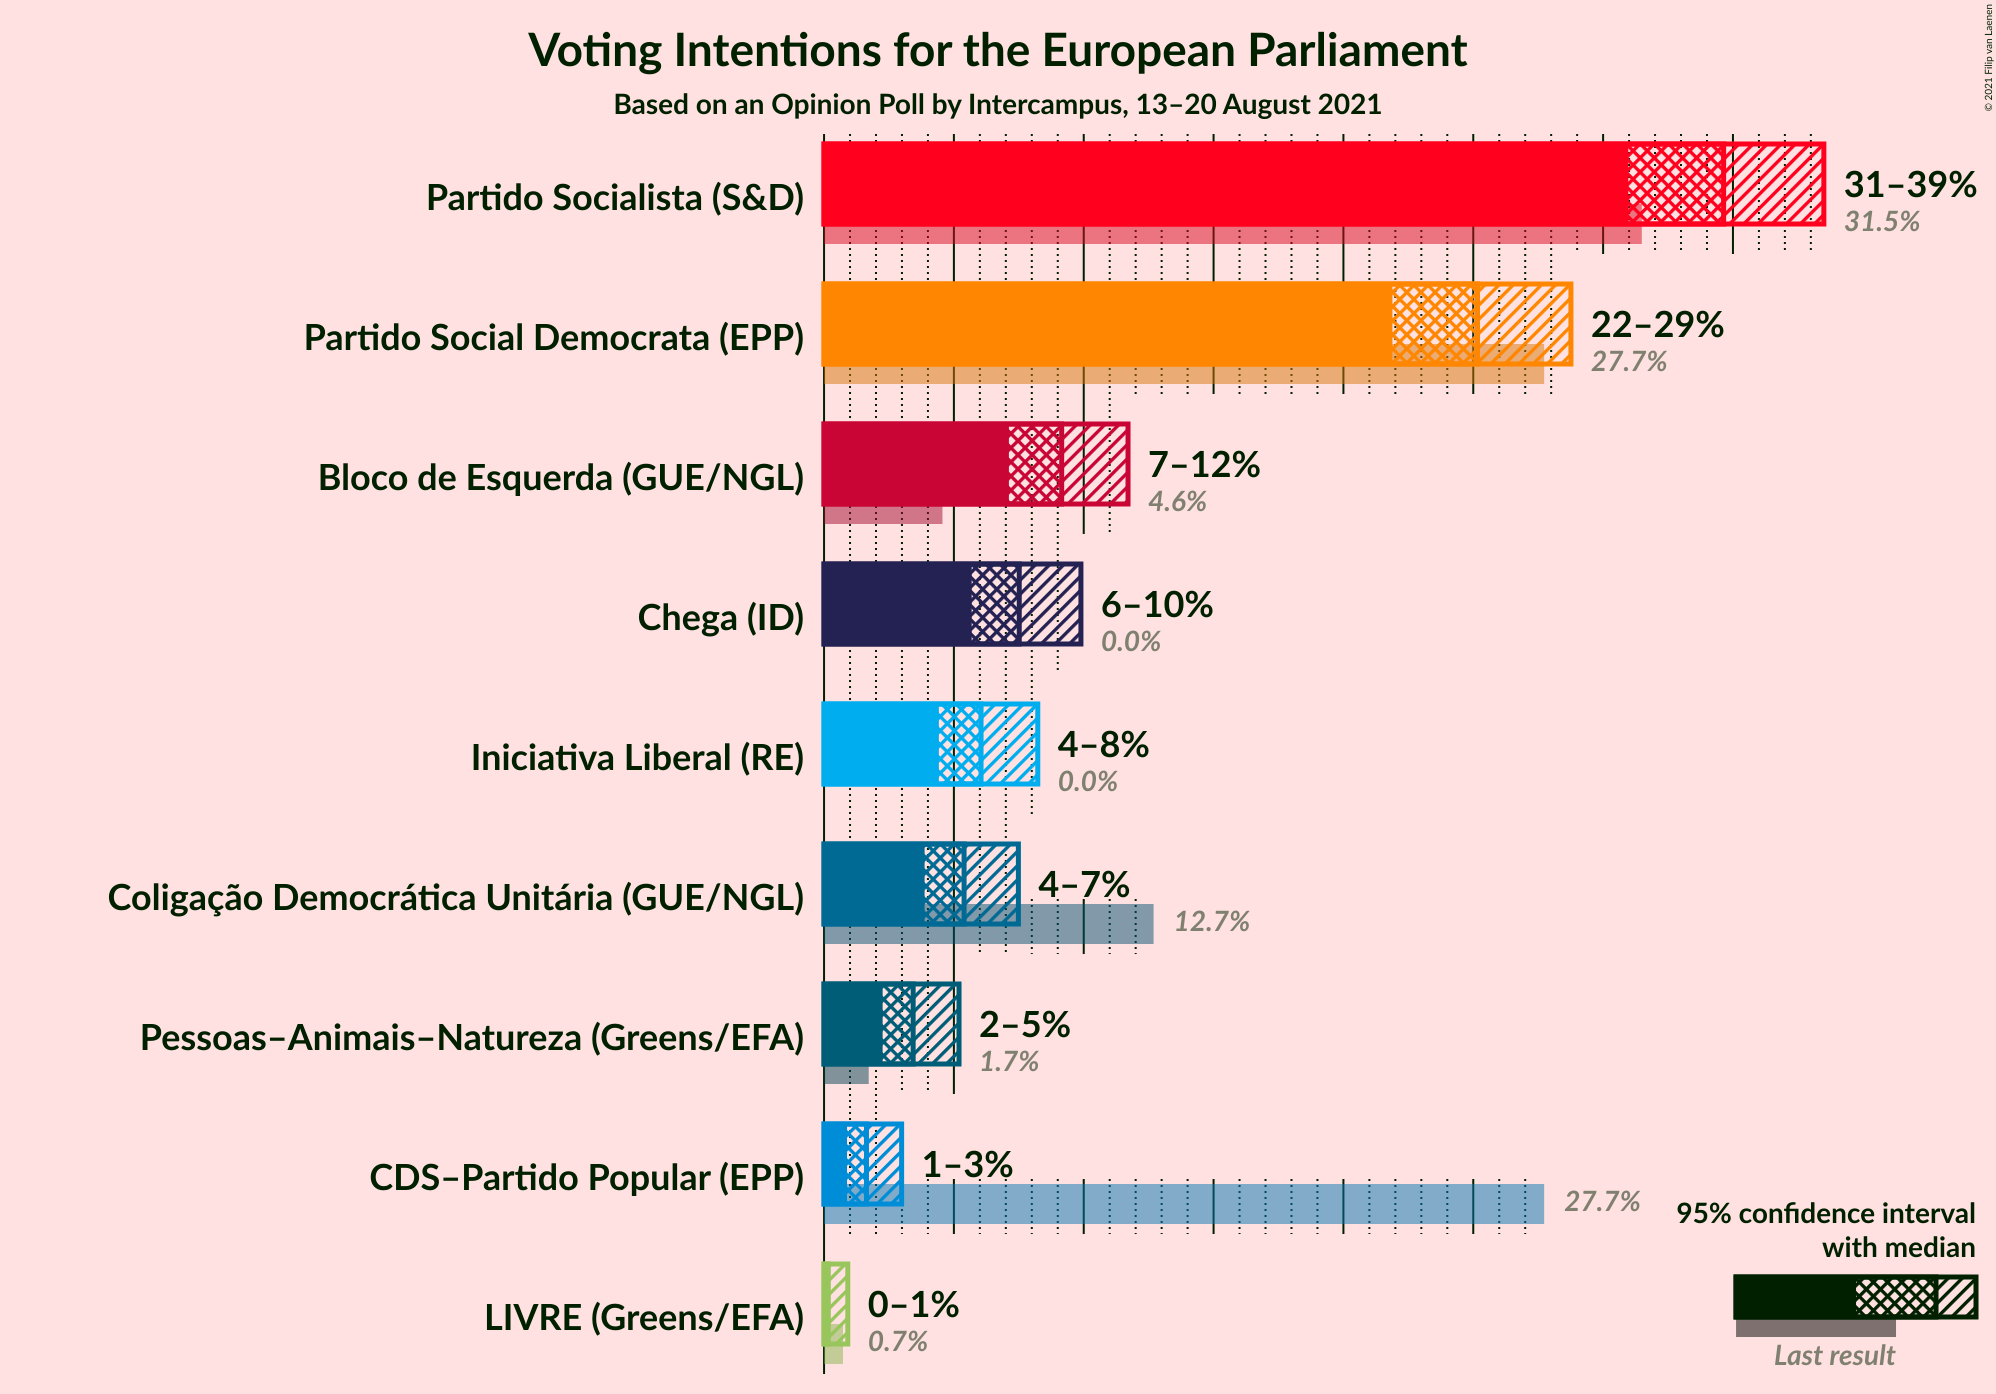 Voting Intentions for the European Parliament
Based on an Opinion Poll by Intercampus, 13–20 August 2021
© 2021 Filip van Laenen
Partido Socialista (S&D)
31–39%
31.5%
Partido Social Democrata (EPP)
22–29%
27.7%
Bloco de Esquerda (GUE/NGL)
7–12%
4.6%
Chega (ID)
6–10%
0.0%
Iniciativa Liberal (RE)
4–8%
0.0%
Coligação Democrática Unitária (GUE/NGL)
4–7%
12.7%
Pessoas–Animais–Natureza (Greens/EFA)
2–5%
1.7%
CDS–Partido Popular (EPP)
1–3%
27.7%
LIVRE (Greens/EFA)
0–1%
0.7%
95% confidence interval
with median
Last result